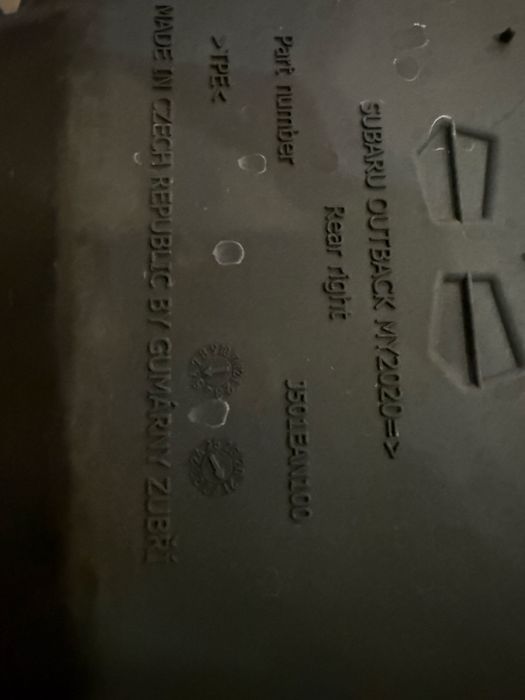 SUBARU OUTBACK MY2020=>
Rear right
Part number J501EAN100
>TPE<
MADE IN CZECH REPUBLIC BY GUMÁRNY ZUBŘÍ